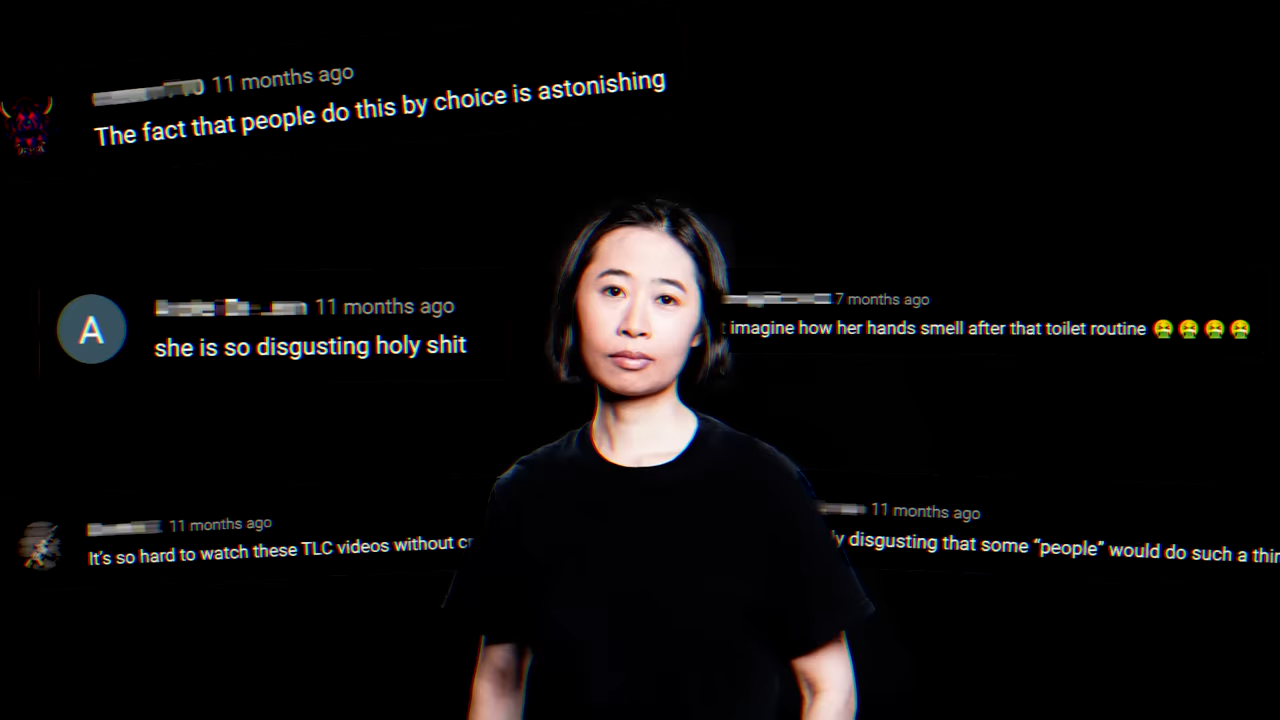 11 months ago
The fact that people do this by choice is astonishing
A
11 months ago
she is so disgusting holy shit
7 months ago
imagine how her hands smell after that toilet routine 🤮🤮🤮🤮
11 months ago
It's so hard to watch these TLC videos without
11 months ago
disgusting that some “people” would do such a